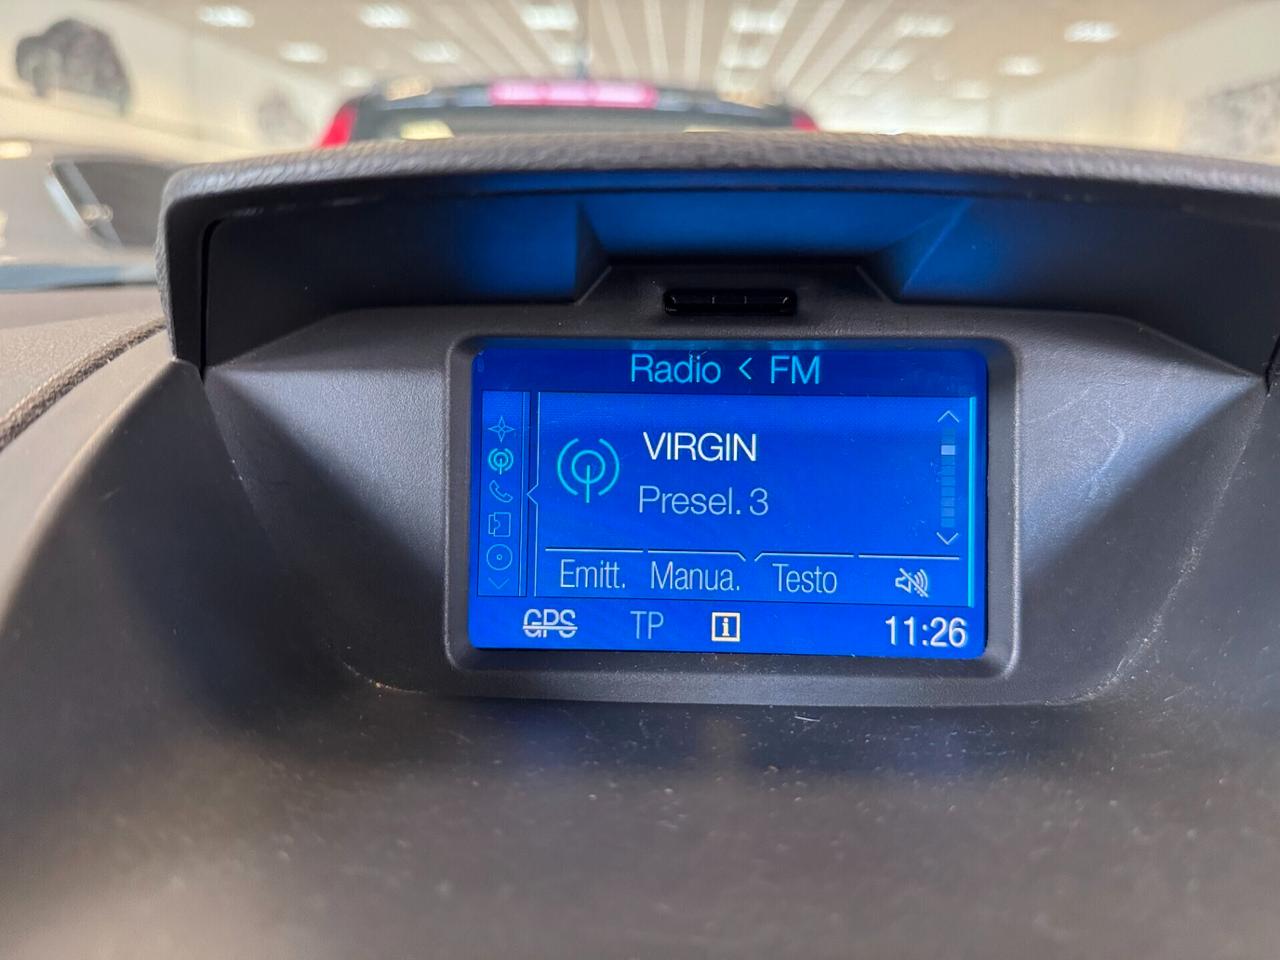 Radio < FM
VIRGIN
Presel. 3
Emitt. Manua. Testo
GPS TP i 11:26